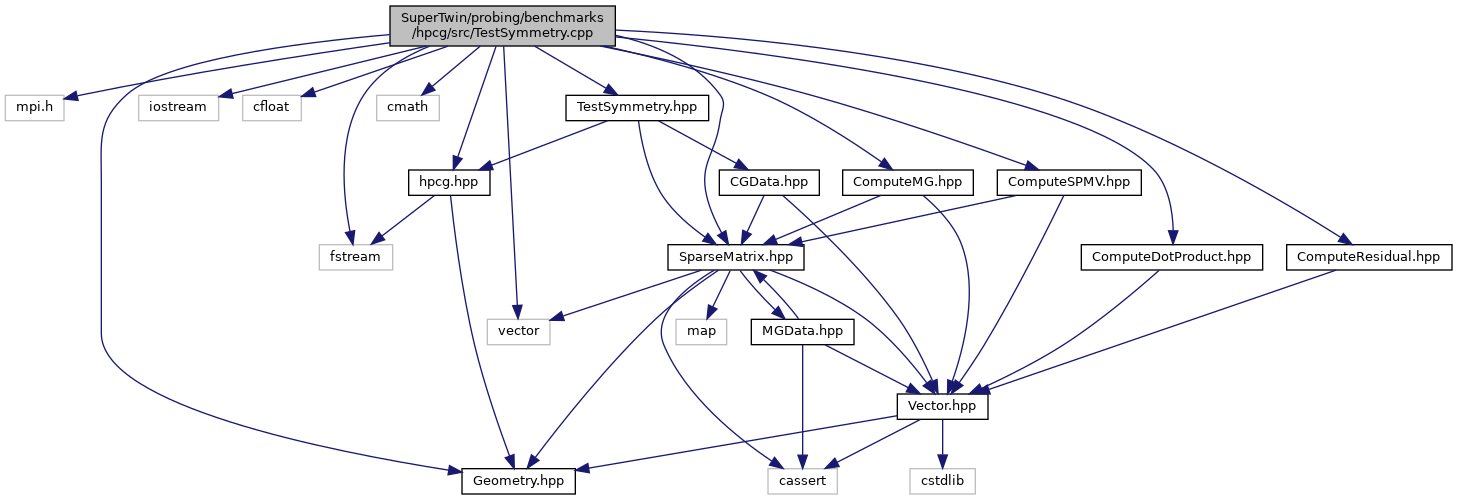 SuperTwin/probing/benchmarks
/hpcg/src/TestSymmetry.cpp
mpi.h
iostream
cfloat
cmath
TestSymmetry.hpp
hpcg.hpp
CGData.hpp
ComputeMG.hpp
ComputeSPMV.hpp
fstream
SparseMatrix.hpp
ComputeDotProduct.hpp
ComputeResidual.hpp
vector
map
MGData.hpp
Vector.hpp
Geometry.hpp
cassert
cstdlib